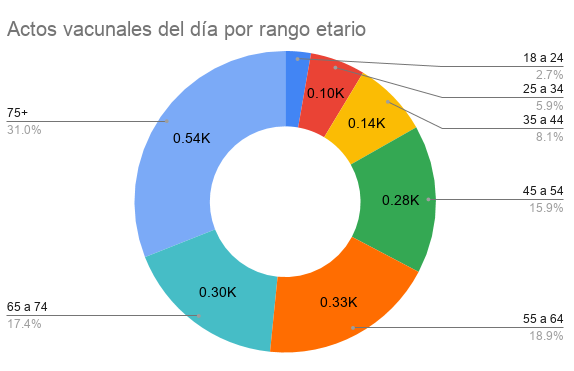 Actos vacunales del día por rango etario
18 a 24
2.7%
25 a 34
5.9%
35 a 44
8.1%
45 a 54
15.9%
55 a 64
18.9%
65 a 74
17.4%
75+
31.0%
0.10K
0.14K
0.28K
0.33K
0.30K
0.54K